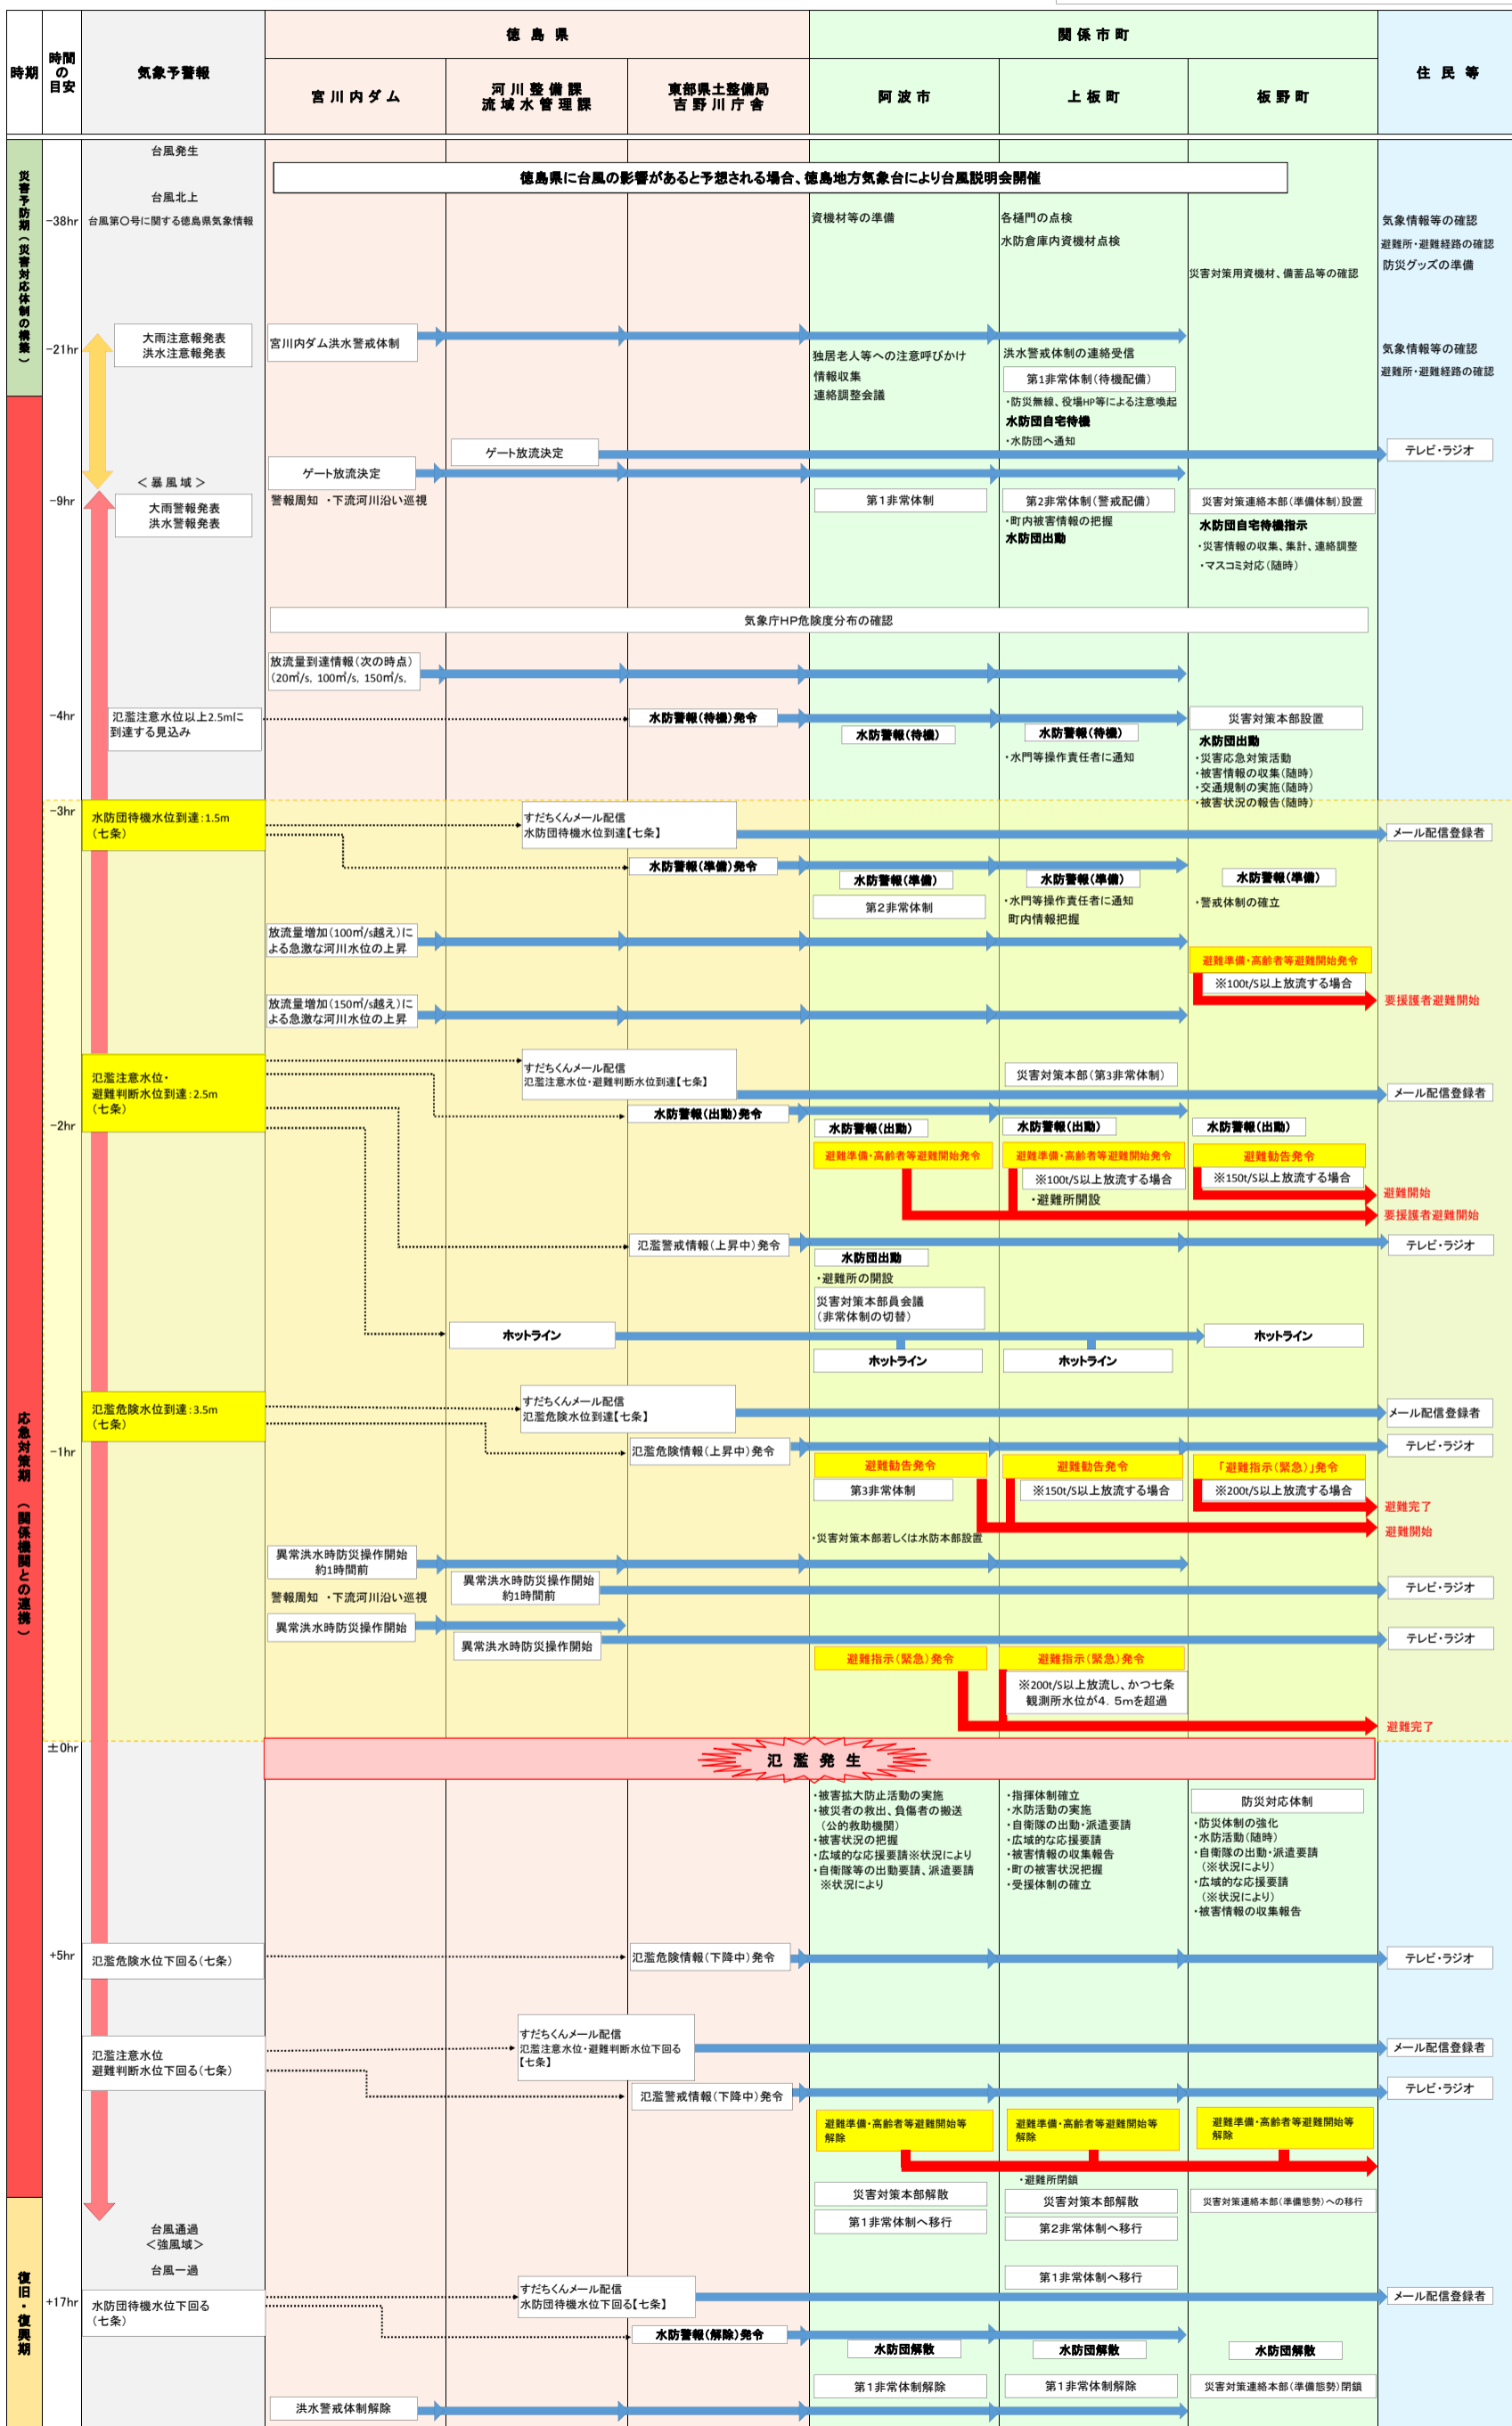 時期
時間
の
目安
気象予警報
徳島県
宮川内ダム
河川整備課
流域水管理課
東部県土整備局
吉野川庁舎
関係市町
阿波市
上板町
板野町
住民等
災害予防期（災害対応体制の構築）
台風発生
徳島県に台風の影響があると予想される場合、徳島地方気象台により台風説明会開催
台風北上
-38hr
台風第〇号に関する徳島県気象情報
資機材等の準備
各樋門の点検
水防倉庫内資機材点検
災害対策用資機材、備蓄品等の確認
気象情報等の確認
避難所・避難経路の確認
防災グッズの準備
-21hr
大雨注意報発表
洪水注意報発表
宮川内ダム洪水警戒体制
独居老人等への注意呼びかけ
情報収集
連絡調整会議
洪水警戒体制の連絡受信
第1非常体制（待機配備）
・防災無線、役場HP等による注意喚起
水防団自宅待機
・水防団へ通知
気象情報等の確認
避難所・避難経路の確認
応急対策期　（関係機関との連携）
ゲート放流決定
テレビ・ラジオ
ゲート放流決定
＜暴風域＞
-9hr
大雨警報発表
洪水警報発表
警報周知　・下流河川沿い巡視
第1非常体制
第2非常体制（警戒配備）
・町内被害情報の把握
水防団出動
災害対策連絡本部（準備体制）設置
水防団自宅待機指示
・災害情報の収集、集計、連絡調整
・マスコミ対応（随時）
気象庁HP危険度分布の確認
放流量到達情報（次の時点）
（20㎥/s，100㎥/s，150㎥/s，
-4hr
氾濫注意水位以上2.5mに
到達する見込み
水防警報（待機）発令
水防警報（待機）
水防警報（待機）
・水門等操作責任者に通知
災害対策本部設置
水防団出動
・災害応急対策活動
・被害情報の収集（随時）
・交通規制の実施（随時）
・被害状況の報告（随時）
-3hr
水防団待機水位到達：1.5m
（七条）
すだちくんメール配信
水防団待機水位到達【七条】
メール配信登録者
水防警報（準備）発令
水防警報（準備）
第2非常体制
水防警報（準備）
・水門等操作責任者に通知
町内情報把握
水防警報（準備）
・警戒体制の確立
放流量増加（100㎥/s越え）に
よる急激な河川水位の上昇
避難準備・高齢者等避難開始発令
※100t/S以上放流する場合
要援護者避難開始
放流量増加（150㎥/s越え）に
よる急激な河川水位の上昇
氾濫注意水位・
避難判断水位到達：2.5m
（七条）
すだちくんメール配信
氾濫注意水位・避難判断水位到達【七条】
災害対策本部（第3非常体制）
メール配信登録者
-2hr
水防警報（出動）発令
水防警報（出動）
水防警報（出動）
水防警報（出動）
避難準備・高齢者等避難開始発令
避難準備・高齢者等避難開始発令
※100t/S以上放流する場合
・避難所開設
避難勧告発令
※150t/S以上放流する場合
避難開始
要援護者避難開始
氾濫警戒情報（上昇中）発令
テレビ・ラジオ
水防団出動
・避難所の開設
災害対策本部員会議
（非常体制の切替）
ホットライン
ホットライン
ホットライン
ホットライン
氾濫危険水位到達：3.5m
（七条）
すだちくんメール配信
氾濫危険水位到達【七条】
メール配信登録者
-1hr
氾濫危険情報（上昇中）発令
テレビ・ラジオ
避難勧告発令
第3非常体制
・災害対策本部若しくは水防本部設置
避難勧告発令
※150t/S以上放流する場合
「避難指示（緊急）」発令
※200t/S以上放流する場合
避難完了
避難開始
異常洪水時防災操作開始
約1時間前
異常洪水時防災操作開始
約1時間前
テレビ・ラジオ
警報周知　・下流河川沿い巡視
異常洪水時防災操作開始
異常洪水時防災操作開始
テレビ・ラジオ
避難指示（緊急）発令
避難指示（緊急）発令
※200t/S以上放流し、かつ七条
観測所水位が４．５mを超過
避難完了
±0hr
氾濫発生
・被害拡大防止活動の実施
・被災者の救出、負傷者の搬送
（公的救助機関）
・被害状況の把握
・広域的な応援要請※状況により
・自衛隊等の出動要請、派遣要請
※状況により
・指揮体制確立
・水防活動の実施
・自衛隊の出動・派遣要請
・広域的な応援要請
・被害情報の収集報告
・町の被害状況把握
・受援体制の確立
防災対応体制
・防災体制の強化
・水防活動（随時）
・自衛隊の出動・派遣要請
（※状況により）
・広域的な応援要請
（※状況により）
・被害情報の収集報告
+5hr
氾濫危険水位下回る（七条）
氾濫危険情報（下降中）発令
テレビ・ラジオ
氾濫注意水位
避難判断水位下回る（七条）
すだちくんメール配信
氾濫注意水位・避難判断水位下回る
【七条】
メール配信登録者
氾濫警戒情報（下降中）発令
テレビ・ラジオ
避難準備・高齢者等避難開始等
解除
避難準備・高齢者等避難開始等
解除
避難準備・高齢者等避難開始等
解除
・避難所閉鎖
災害対策本部解散
第1非常体制へ移行
災害対策本部解散
第2非常体制へ移行
災害対策連絡本部（準備態勢）への移行
復旧・復興期
台風通過
＜強風域＞
台風一過
第1非常体制へ移行
+17hr
水防団待機水位下回る
（七条）
すだちくんメール配信
水防団待機水位下回る【七条】
メール配信登録者
水防警報（解除）発令
水防団解散
水防団解散
水防団解散
第1非常体制解除
第1非常体制解除
災害対策連絡本部（準備態勢）閉鎖
洪水警戒体制解除